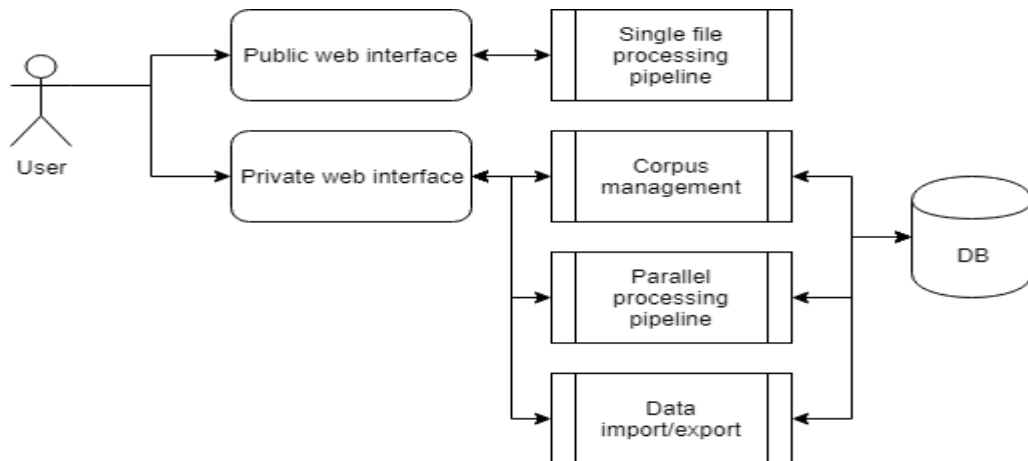 Public web interface
Single file
processing
pipeline
User
Private web interface
Corpus
management
DB
Parallel
processing
pipeline
Data
import/export